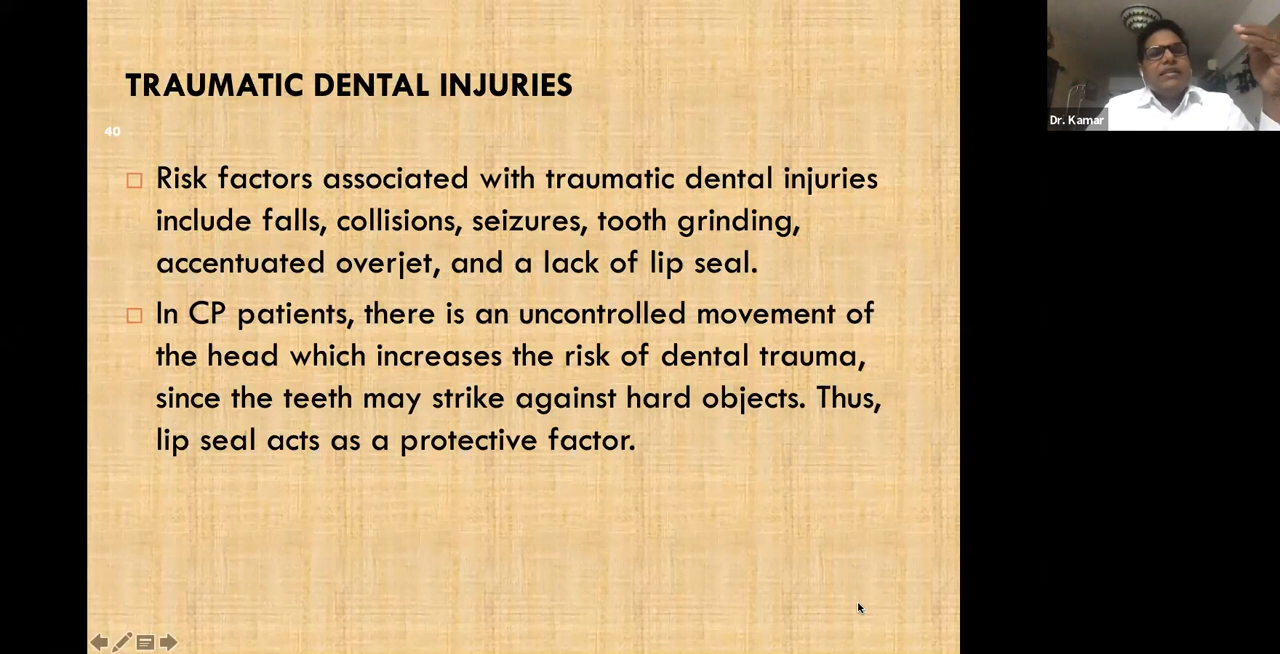 TRAUMATIC DENTAL INJURIES
40
Risk factors associated with traumatic dental injuries
include falls, collisions, seizures, tooth grinding,
accentuated overjet, and a lack of lip seal.
In CP patients, there is an uncontrolled movement of
the head which increases the risk of dental trauma,
since the teeth may strike against hard objects. Thus,
lip seal acts as a protective factor.
Dr. Kamar